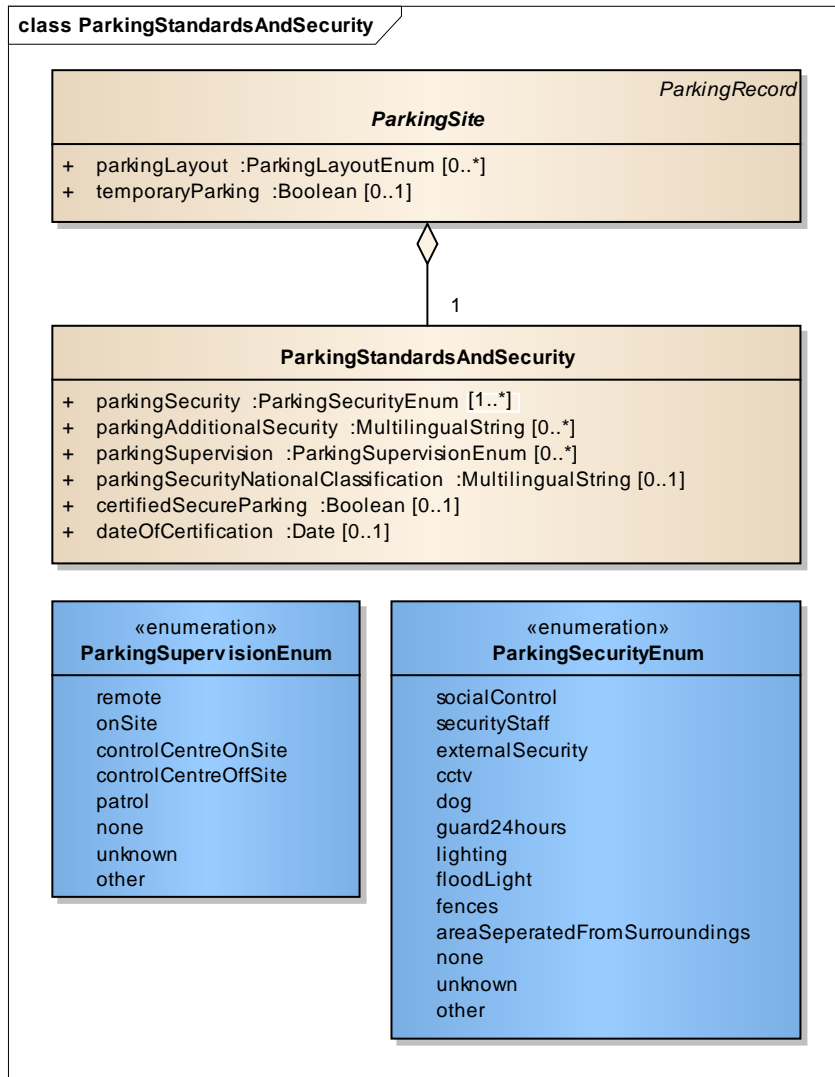 class ParkingStandardsAndSecurity
ParkingRecord
ParkingSite
+ parkingLayout :ParkingLayoutEnum [0..*]
+ temporaryParking :Boolean [0..1]
1
ParkingStandardsAndSecurity
+ parkingSecurity :ParkingSecurityEnum [1..*]
+ parkingAdditionalSecurity :MultilingualString [0..*]
+ parkingSupervision :ParkingSupervisionEnum [0..*]
+ parkingSecurityNationalClassification :MultilingualString [0..1]
+ certifiedSecureParking :Boolean [0..1]
+ dateOfCertification :Date [0..1]
«enumeration»
ParkingSupervisionEnum
remote
onSite
controlCentreOnSite
controlCentreOffSite
patrol
none
unknown
other
«enumeration»
ParkingSecurityEnum
socialControl
securityStaff
externalSecurity
cctv
dog
guard24hours
lighting
floodLight
fences
areaSeperatedFromSurroundings
none
unknown
other